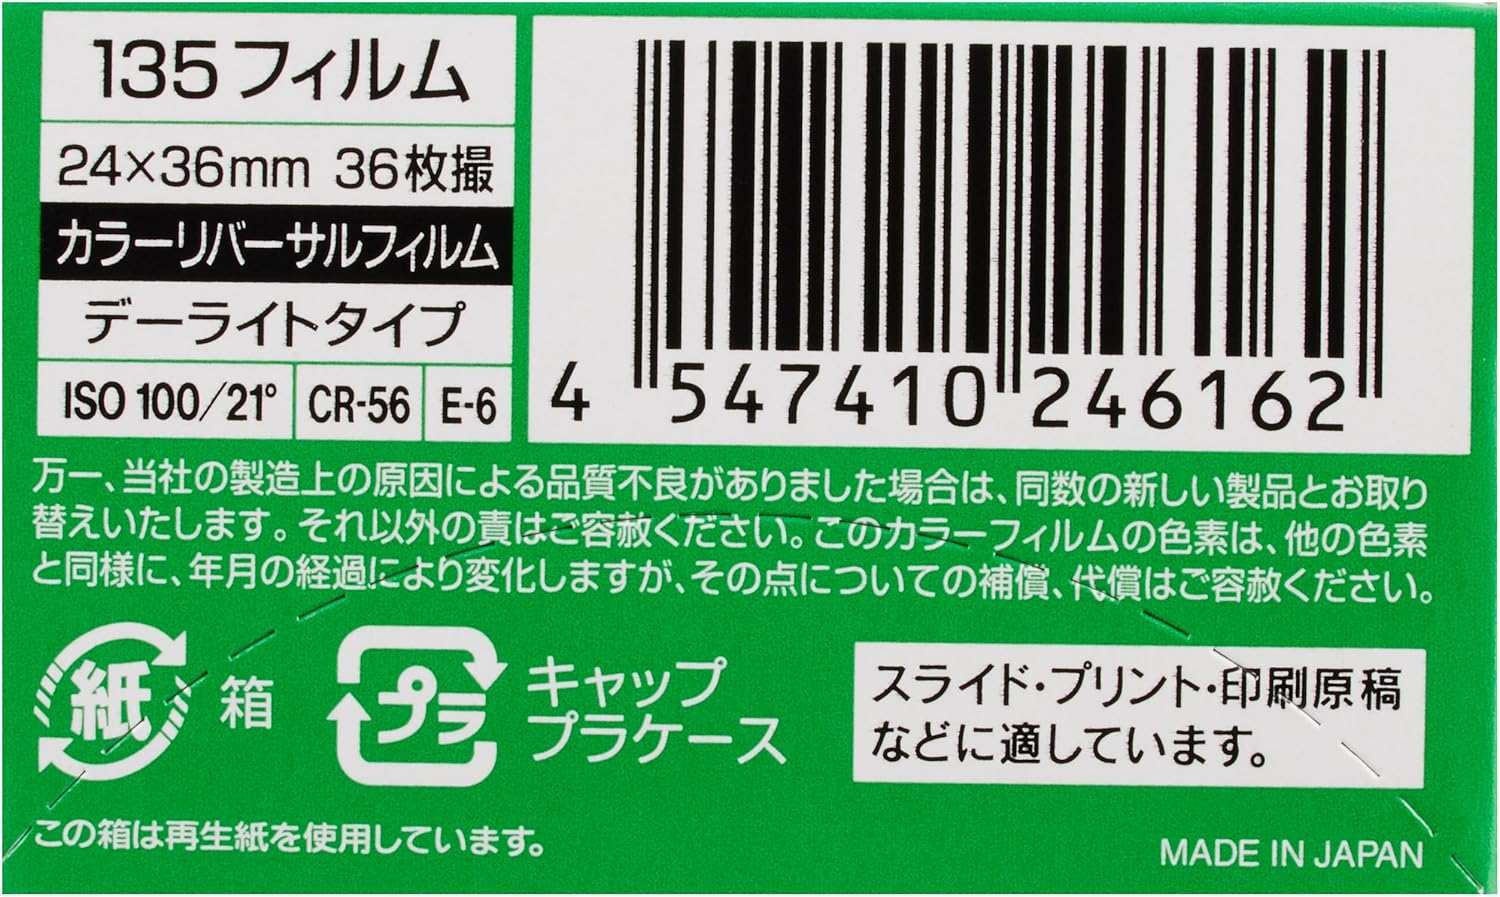 135フィルム
24×36mm 36枚撮
カラーリバーサルフィルム
デーライトタイプ
ISO 100/21° CR-56 E-6
4 547410 246162
万一、当社の製造上の原因による品質不良がありました場合は、同数の新しい製品とお取り
替えいたします。それ以外の責はご容赦ください。このカラーフィルムの色素は、他の色素
と同様に、年月の経過により変化しますが、その点についての補償、代償はご容赦ください。
紙 箱
プラ キャップ
プラケース
スライド・プリント・印刷原稿
などに適しています。
この箱は再生紙を使用しています。
MADE IN JAPAN